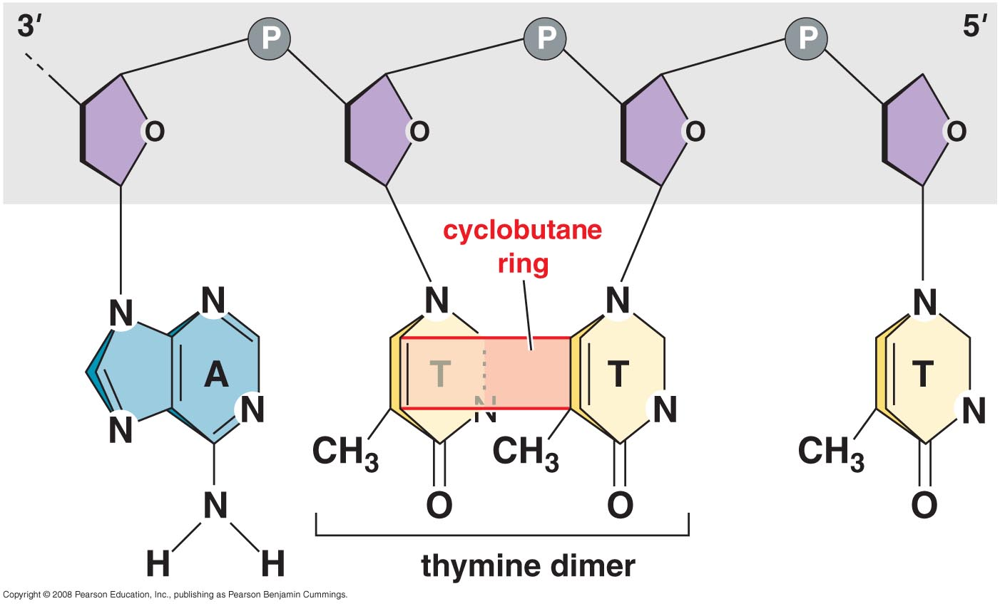 3′ P P P 5′
O O O O
cyclobutane
ring
N N N N N
A T T T
N N N N N
CH3 CH3 CH3
N O O O
H H
thymine dimer
Copyright © 2008 Pearson Education, Inc., publishing as Pearson Benjamin Cummings.